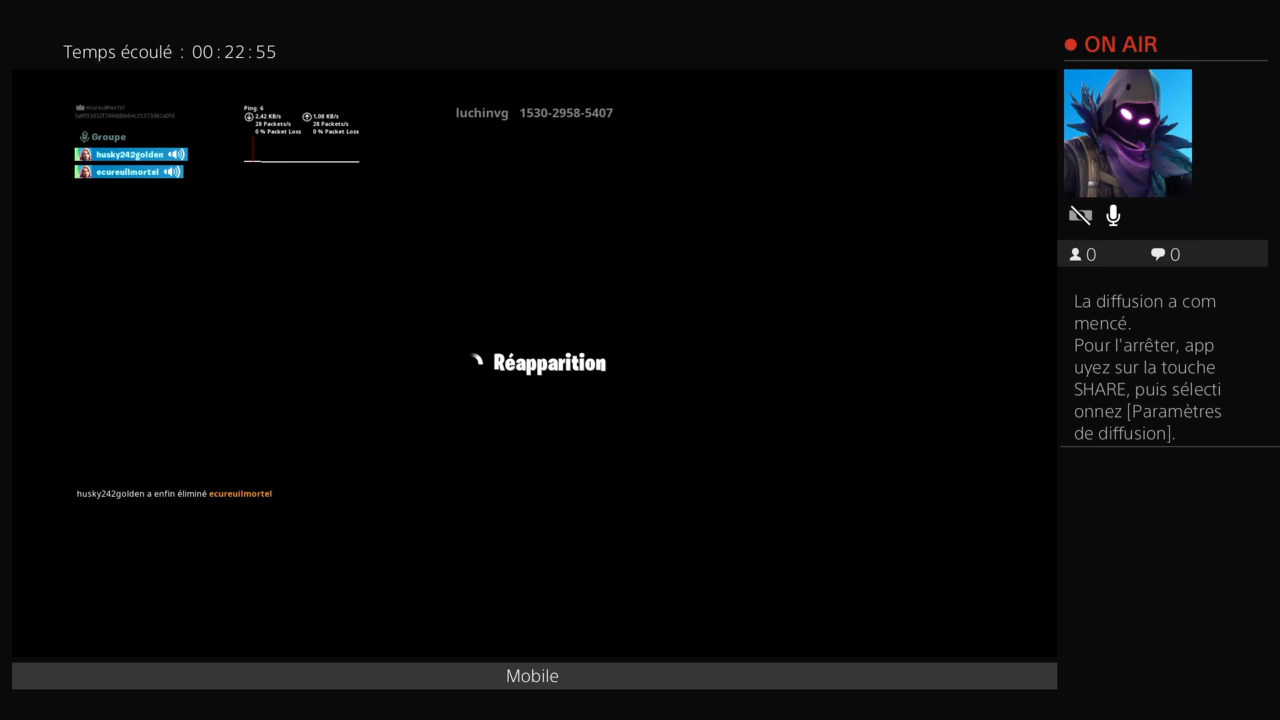 Temps écoulé : 00:22:55
ON AIR
ecureuilmortel
Ping: 6
2,42 KB/s 1,08 KB/s
28 Packets/s 28 Packets/s
0 % Packet Loss 0 % Packet Loss
luchinvg 1530-2958-5407
Groupe
husky242golden
ecureuilmortel
0 0
La diffusion a com
mencé.
Pour l'arrêter, app
uyez sur la touche
SHARE, puis sélecti
onnez [Paramètres
de diffusion].
Réapparition
husky242golden a enfin éliminé ecureuilmortel
Mobile